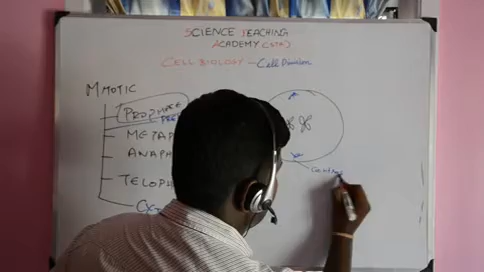 SCIENCE TEACHING
ACADEMY (STA)
CELL BIOLOGY - Cell Division
MITOTIC
PROPHASE
METAP
ANAPH
TELOPH